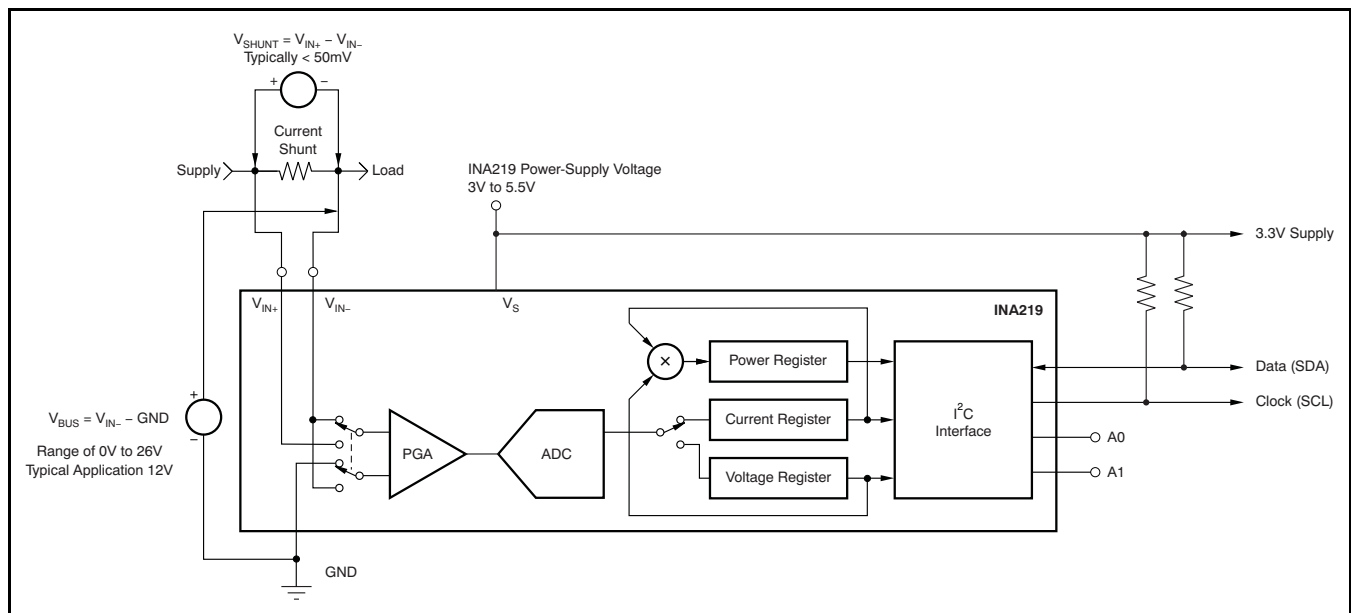 V_SHUNT = V_IN+ − V_IN−
Typically < 50mV
+ −
Current
Shunt
Supply
Load
INA219 Power-Supply Voltage
3V to 5.5V
3.3V Supply
V_IN+
V_IN−
V_S
INA219
×
Power Register
Data (SDA)
+
V_BUS = V_IN− − GND
−
Range of 0V to 26V
Typical Application 12V
PGA
ADC
Current Register
I²C
Interface
Clock (SCL)
A0
Voltage Register
A1
GND